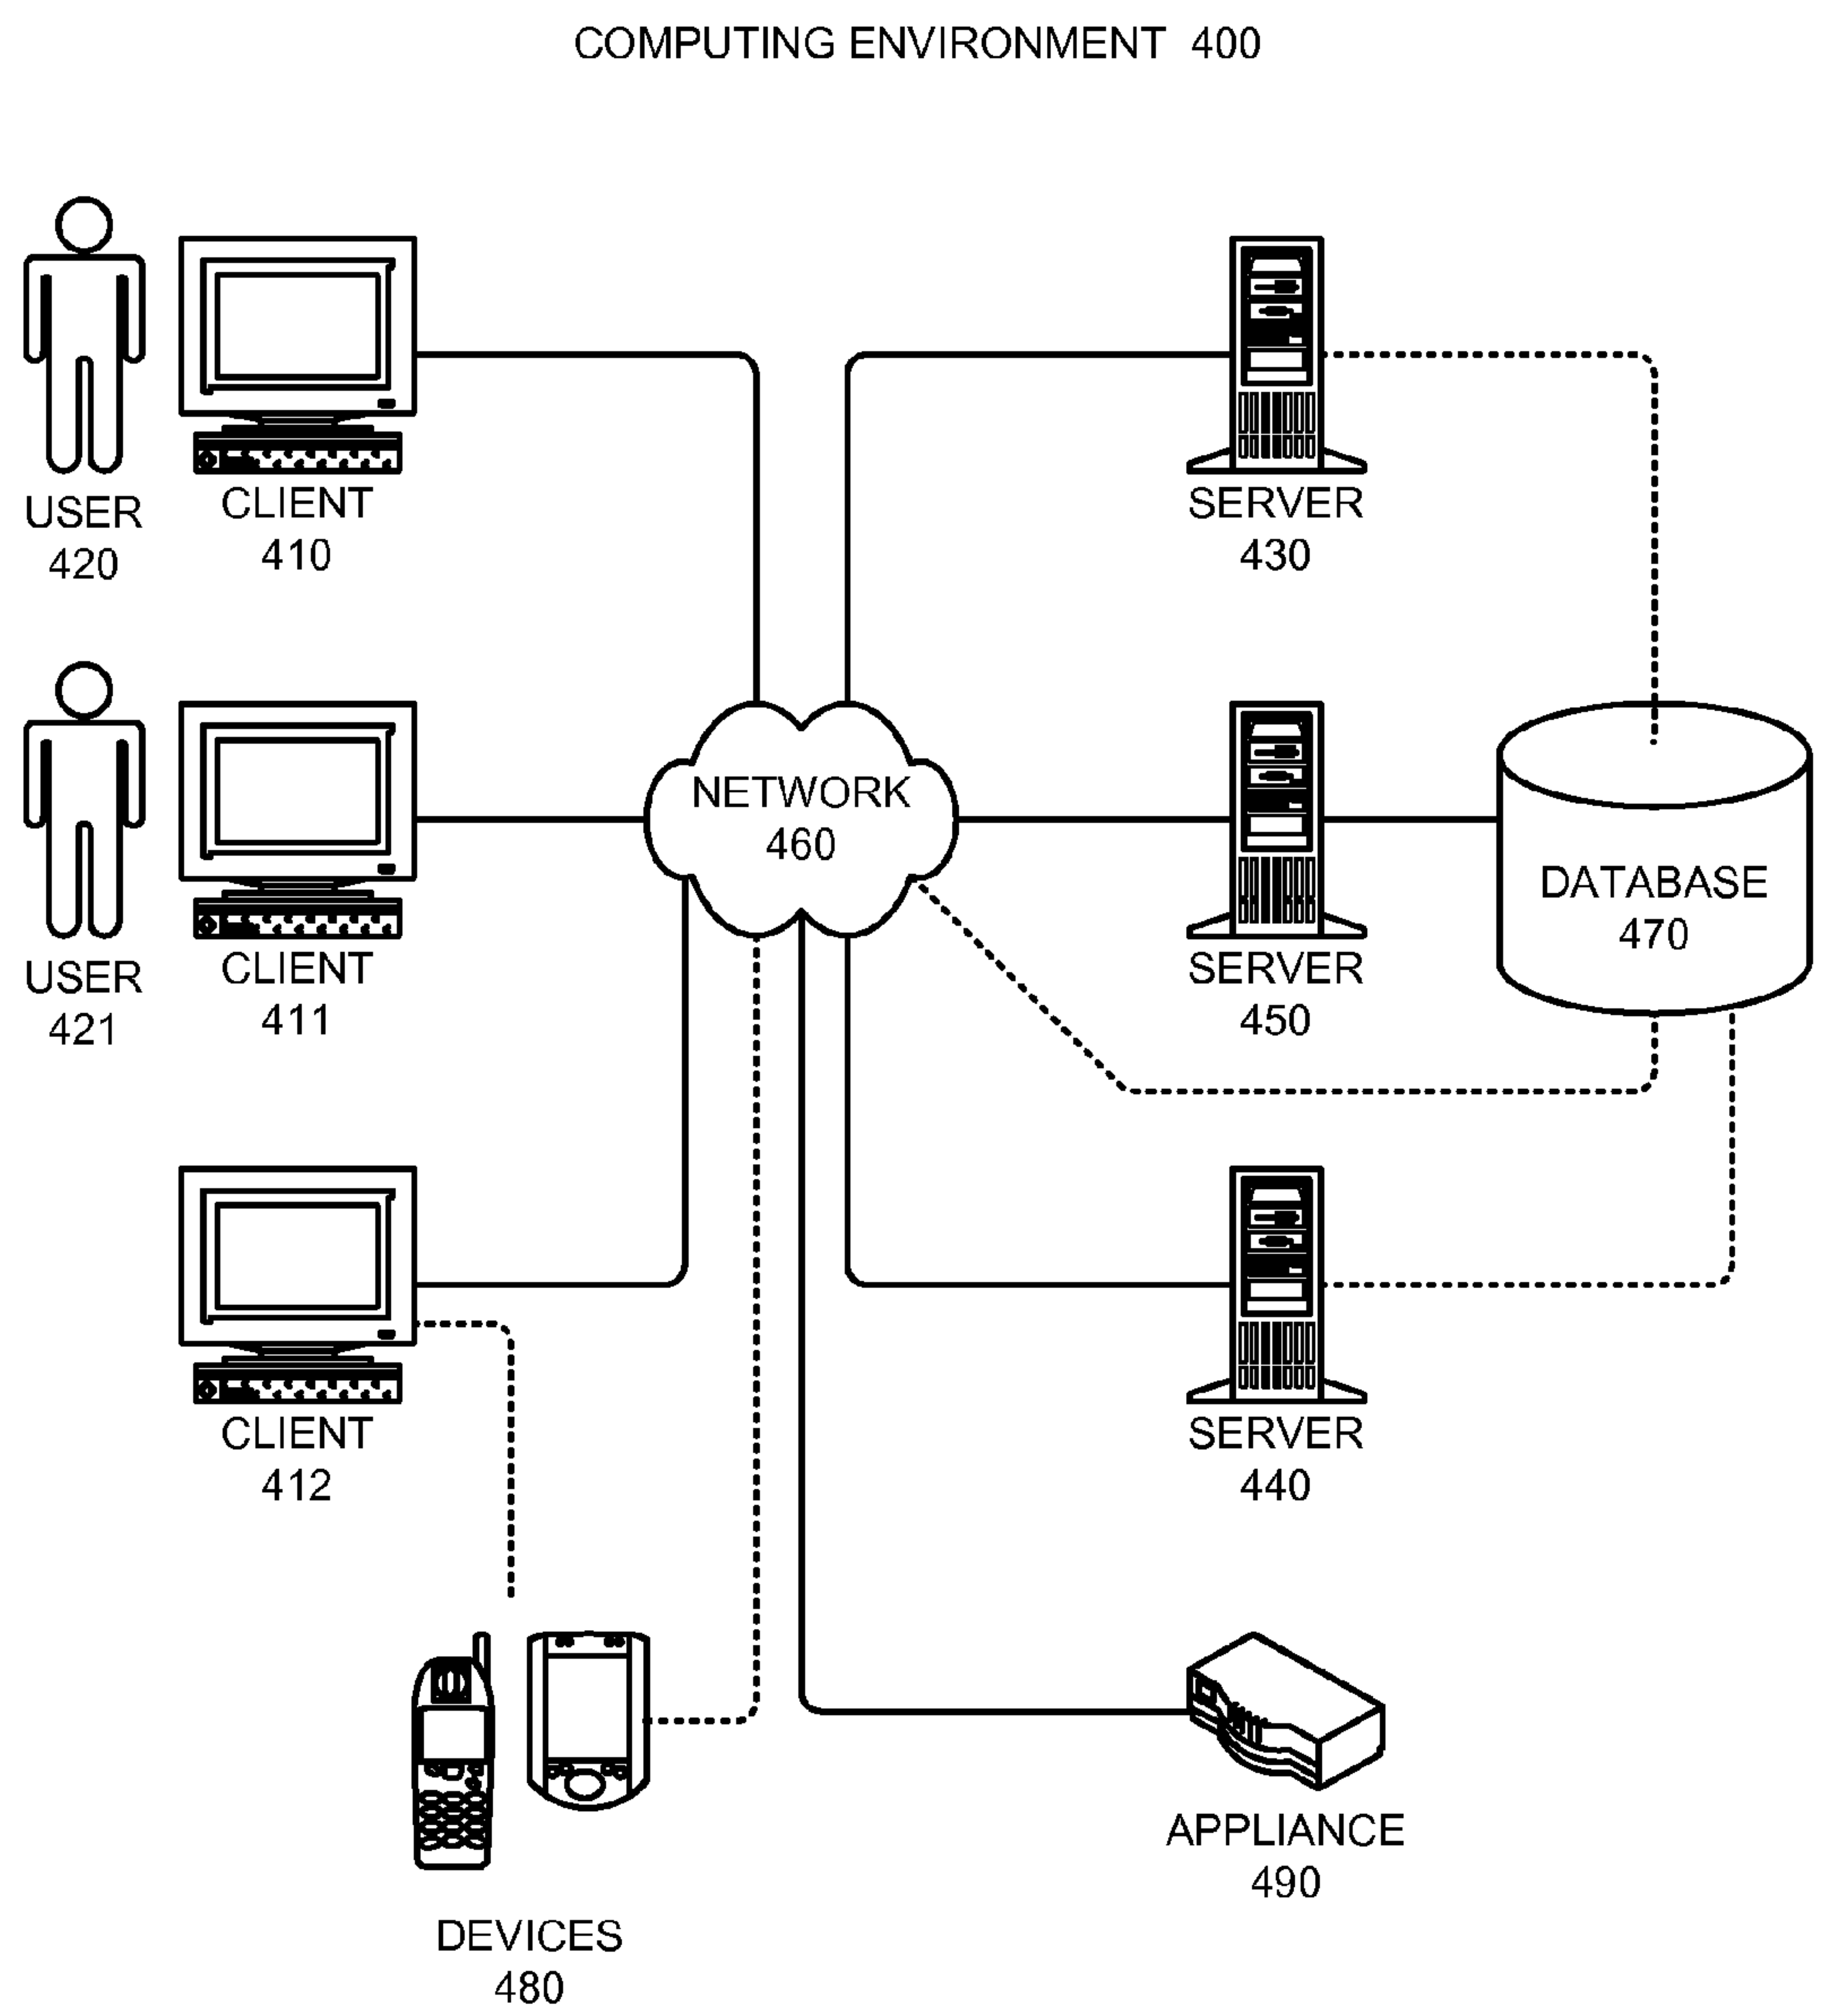 COMPUTING ENVIRONMENT 400
USER
420
CLIENT
410
SERVER
430
NETWORK
460
DATABASE
470
USER
421
CLIENT
411
SERVER
450
CLIENT
412
SERVER
440
DEVICES
480
APPLIANCE
490